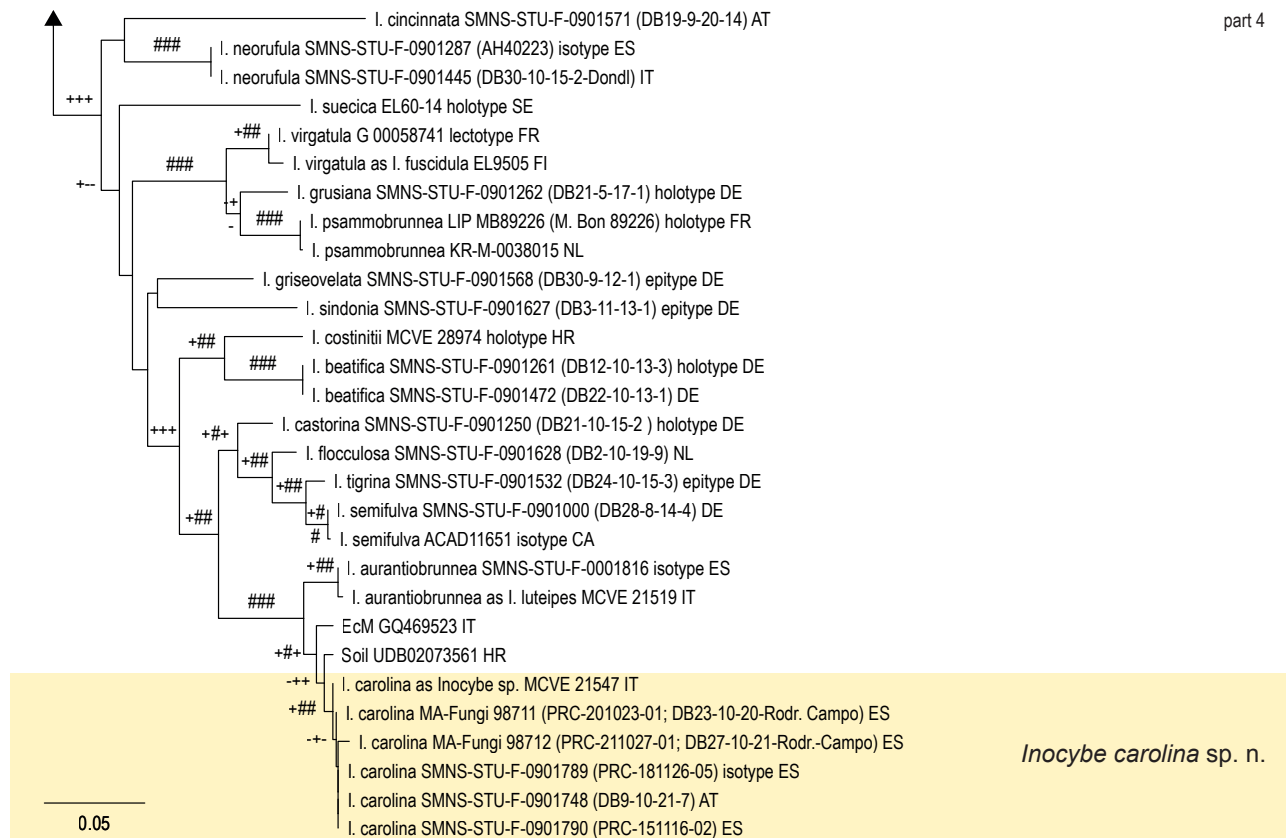 I. cincinnata SMNS-STU-F-0901571 (DB19-9-20-14) AT
part 4
###
I. neorufula SMNS-STU-F-0901287 (AH40223) isotype ES
I. neorufula SMNS-STU-F-0901445 (DB30-10-15-2-Dondl) IT
+++
I. suecica EL60-14 holotype SE
+##
I. virgatula G 00058741 lectotype FR
###
I. virgatula as I. fuscidula EL9505 FI
+--
I. grusiana SMNS-STU-F-0901262 (DB21-5-17-1) holotype DE
-+
-
###
I. psammobrunnea LIP MB89226 (M. Bon 89226) holotype FR
I. psammobrunnea KR-M-0038015 NL
I. griseovelata SMNS-STU-F-0901568 (DB30-9-12-1) epitype DE
I. sindonia SMNS-STU-F-0901627 (DB3-11-13-1) epitype DE
+##
I. costinitii MCVE 28974 holotype HR
###
I. beatifica SMNS-STU-F-0901261 (DB12-10-13-3) holotype DE
I. beatifica SMNS-STU-F-0901472 (DB22-10-13-1) DE
+++
+#+
I. castorina SMNS-STU-F-0901250 (DB21-10-15-2 ) holotype DE
+##
I. flocculosa SMNS-STU-F-0901628 (DB2-10-19-9) NL
+##
I. tigrina SMNS-STU-F-0901532 (DB24-10-15-3) epitype DE
+##
+#
I. semifulva SMNS-STU-F-0901000 (DB28-8-14-4) DE
#
I. semifulva ACAD11651 isotype CA
+##
I. aurantiobrunnea SMNS-STU-F-0001816 isotype ES
###
I. aurantiobrunnea as I. luteipes MCVE 21519 IT
EcM GQ469523 IT
+#+
Soil UDB02073561 HR
-++
I. carolina as Inocybe sp. MCVE 21547 IT
+##
I. carolina MA-Fungi 98711 (PRC-201023-01; DB23-10-20-Rodr. Campo) ES
-+-
I. carolina MA-Fungi 98712 (PRC-211027-01; DB27-10-21-Rodr.-Campo) ES
Inocybe carolina sp. n.
I. carolina SMNS-STU-F-0901789 (PRC-181126-05) isotype ES
I. carolina SMNS-STU-F-0901748 (DB9-10-21-7) AT
0.05
I. carolina SMNS-STU-F-0901790 (PRC-151116-02) ES